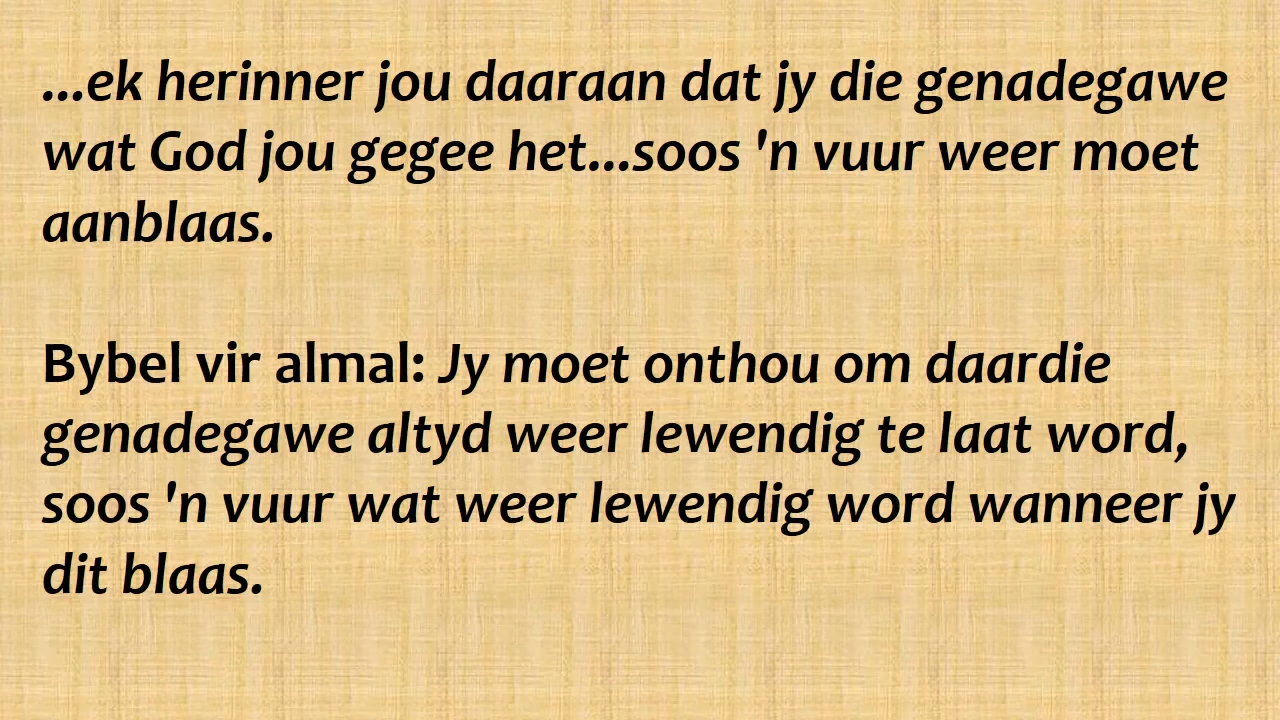 ...ek herinner jou daaraan dat jy die genadegawe
wat God jou gegee het...soos 'n vuur weer moet
aanblaas.
Bybel vir almal: Jy moet onthou om daardie
genadegawe altyd weer lewendig te laat word,
soos 'n vuur wat weer lewendig word wanneer jy
dit blaas.